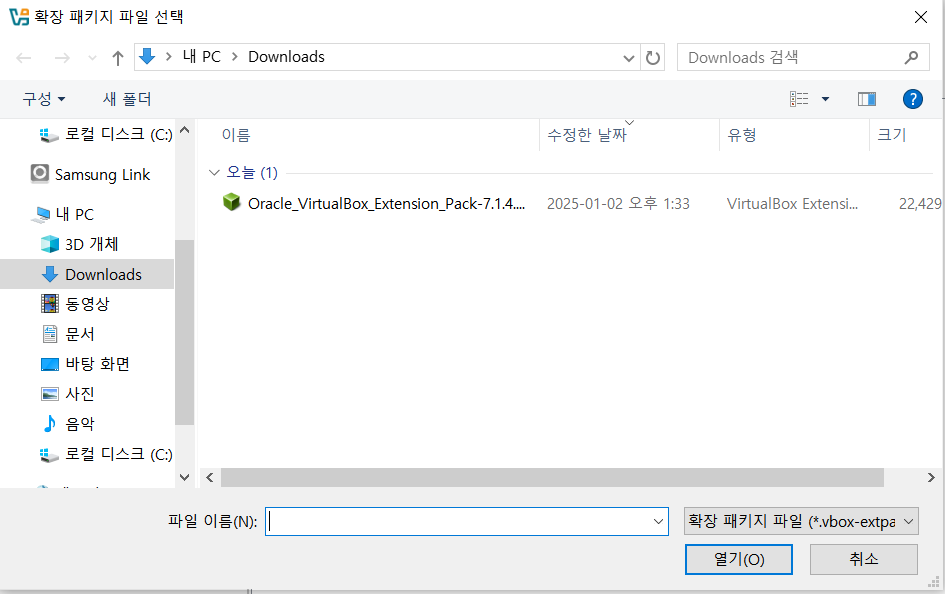 확장 패키지 파일 선택
내 PC > Downloads
Downloads 검색
구성
새 폴더
?
로컬 디스크 (C:)
Samsung Link
내 PC
3D 개체
Downloads
동영상
문서
바탕 화면
사진
음악
로컬 디스크 (C:)
이름 수정한 날짜 유형 크기
오늘 (1)
Oracle_VirtualBox_Extension_Pack-7.1.4.... 2025-01-02 오후 1:33 VirtualBox Extensi... 22,429
파일 이름(N):
확장 패키지 파일 (*.vbox-extpa
열기(O)
취소